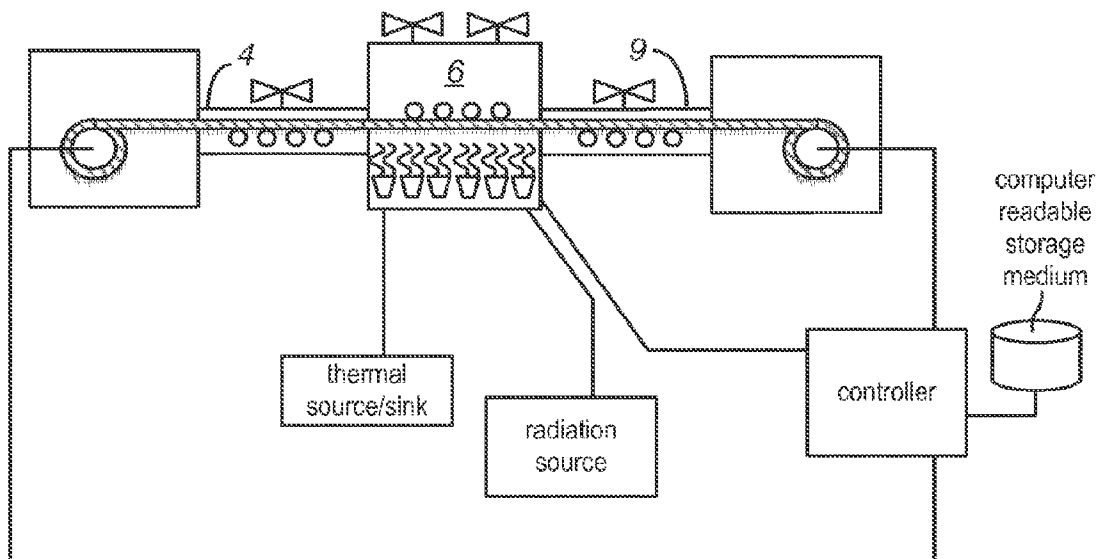 4
6
9
computer
readable
storage
medium
thermal
source/sink
radiation
source
controller